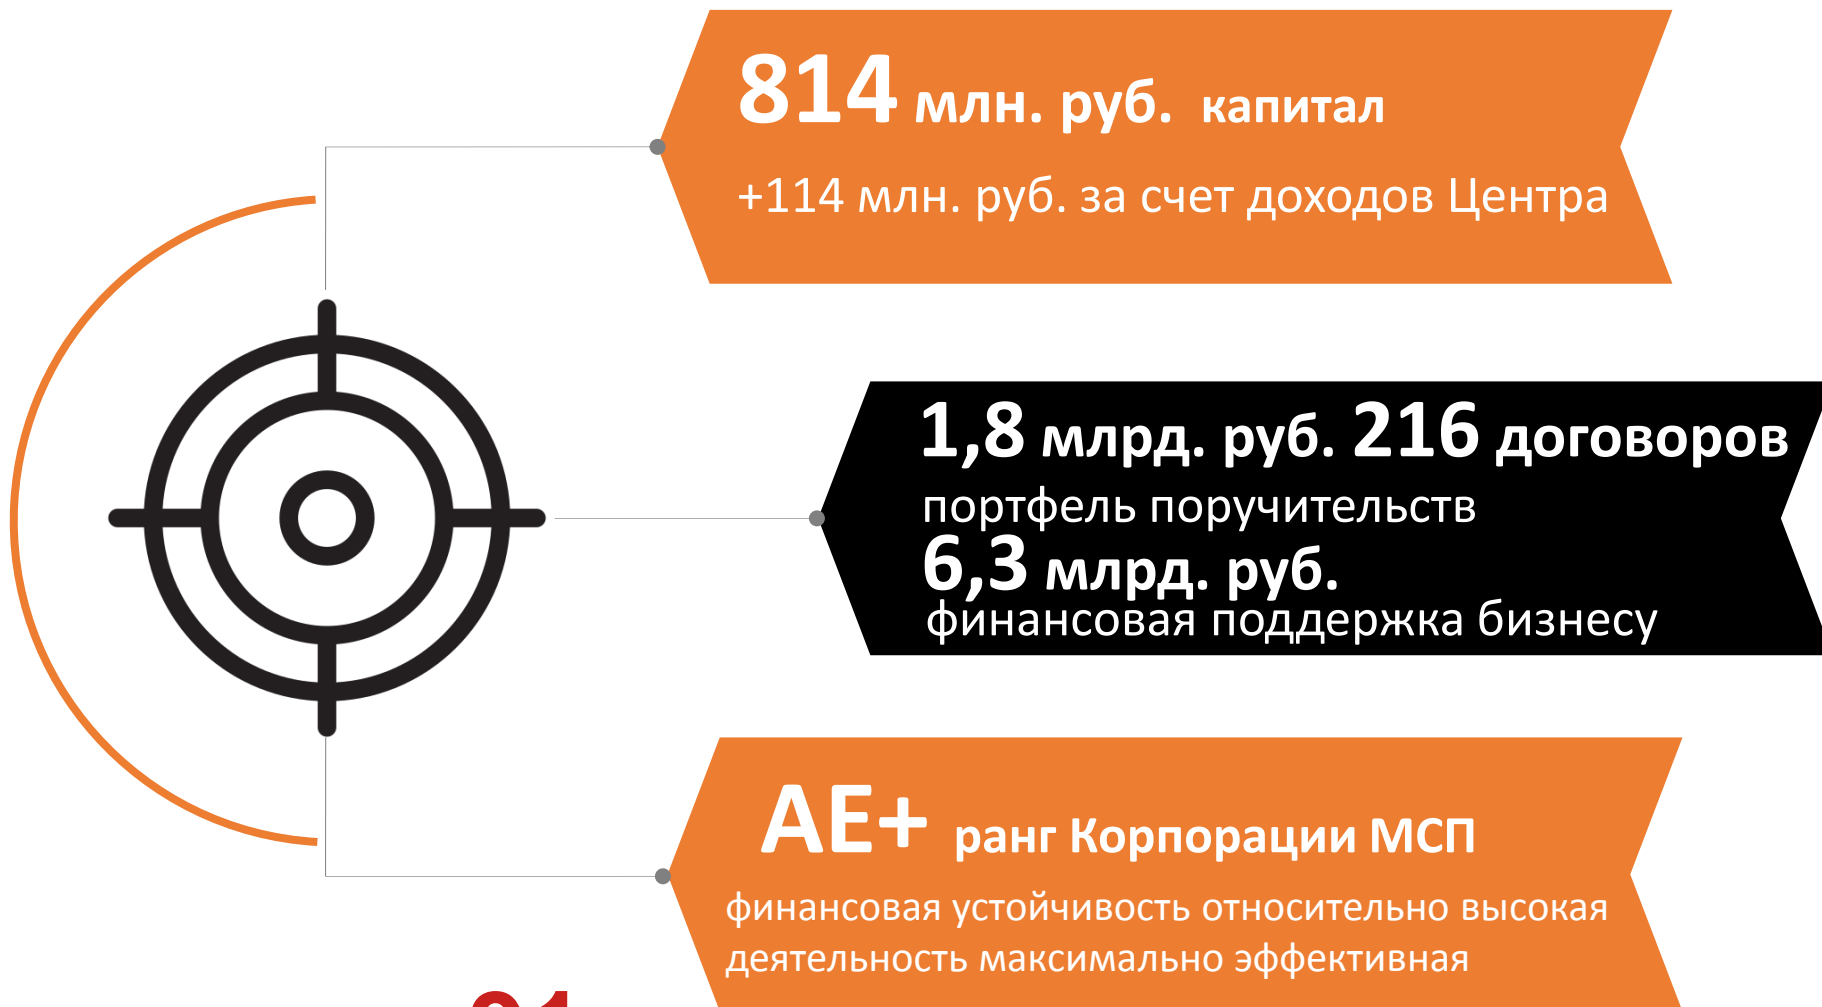 814 млн. руб. капитал
+114 млн. руб. за счет доходов Центра
1,8 млрд. руб. 216 договоров
портфель поручительств
6,3 млрд. руб.
финансовая поддержка бизнесу
АЕ+ ранг Корпорации МСП
финансовая устойчивость относительно высокая
деятельность максимально эффективная